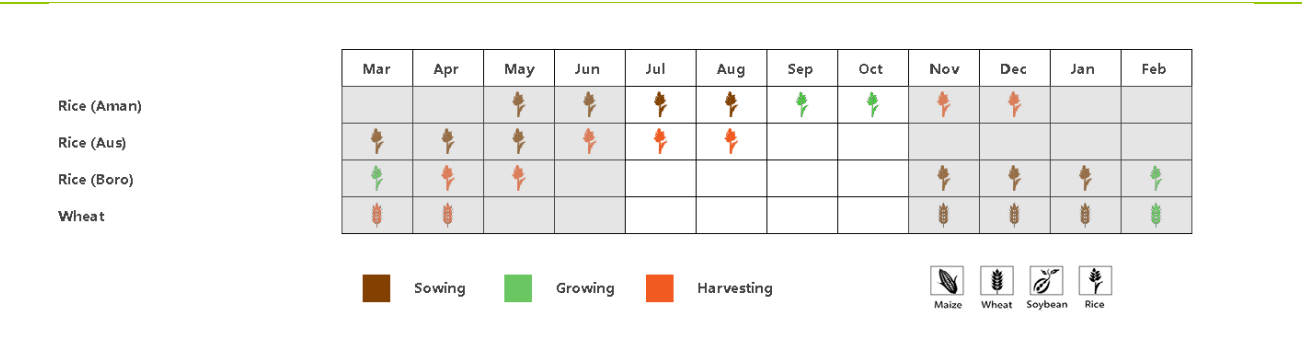 Mar Apr May Jun Jul Aug Sep Oct Nov Dec Jan Feb
Rice (Aman)
Rice (Aus)
Rice (Boro)
Wheat
Sowing Growing Harvesting
Maize Wheat Soybean Rice